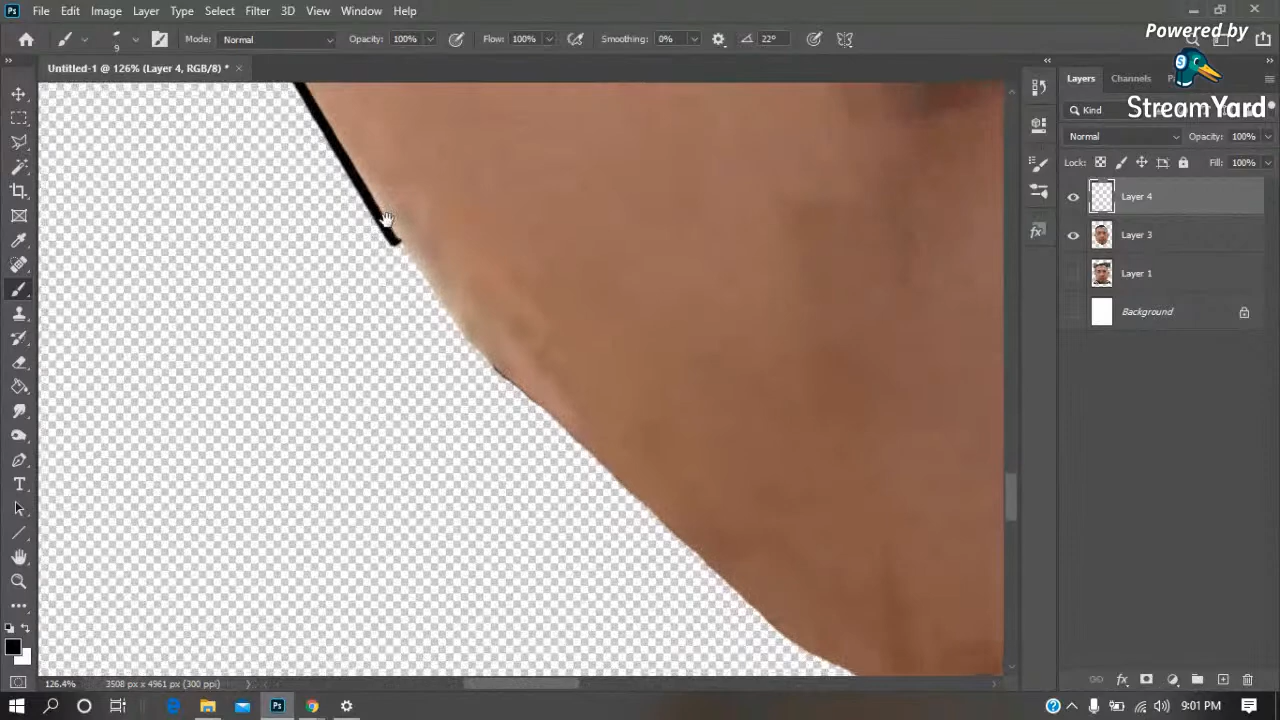 File Edit Image Layer Type Select Filter 3D View Window Help
Powered by
StreamYard
9 Mode: Normal Opacity: 100% Flow: 100% Smoothing: 0% 22°
Untitled-1 @ 126% (Layer 4, RGB/8) *
Layers Channels
Kind
Normal Opacity: 100%
Lock: Fill: 100%
Layer 4
Layer 3
Layer 1
Background
126.4% 3508 px x 4961 px (300 ppi)
9:01 PM